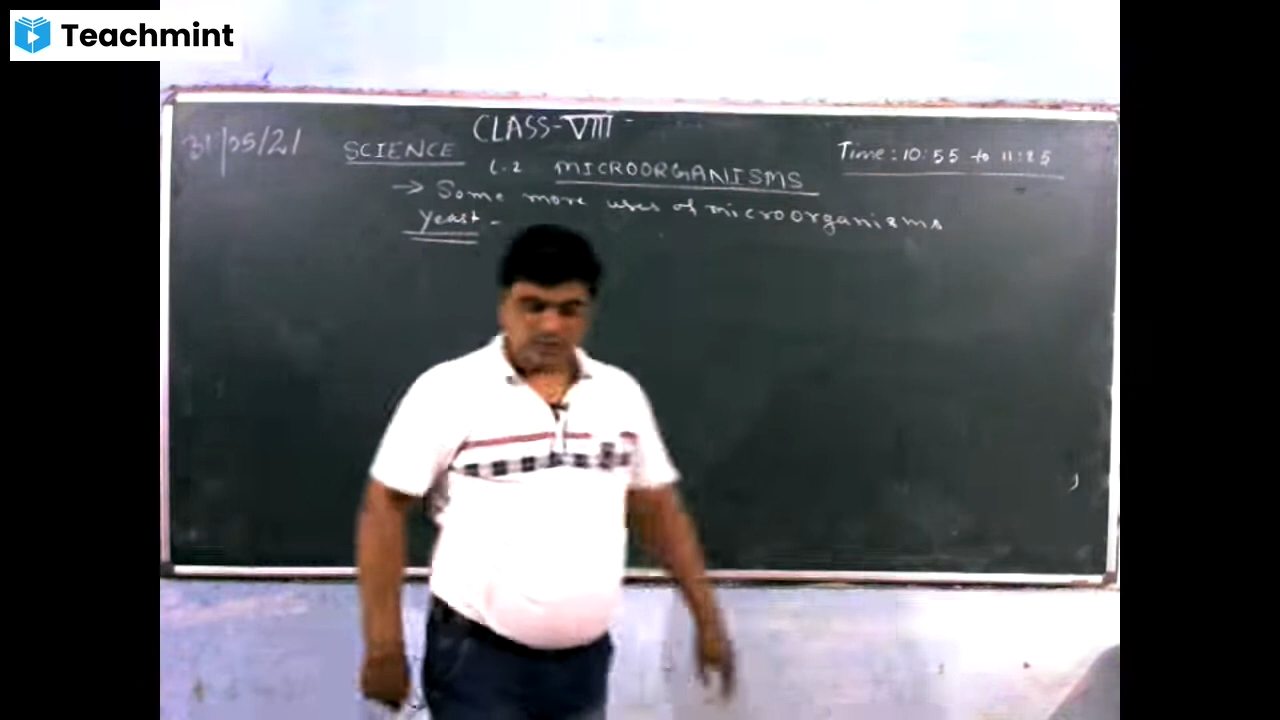 Teachmint
CLASS-VIII
31/05/21
SCIENCE
Time: 10:55 to 11:25
L.2 MICROORGANISMS
→ Some more uses of microorganisms
Yeast -